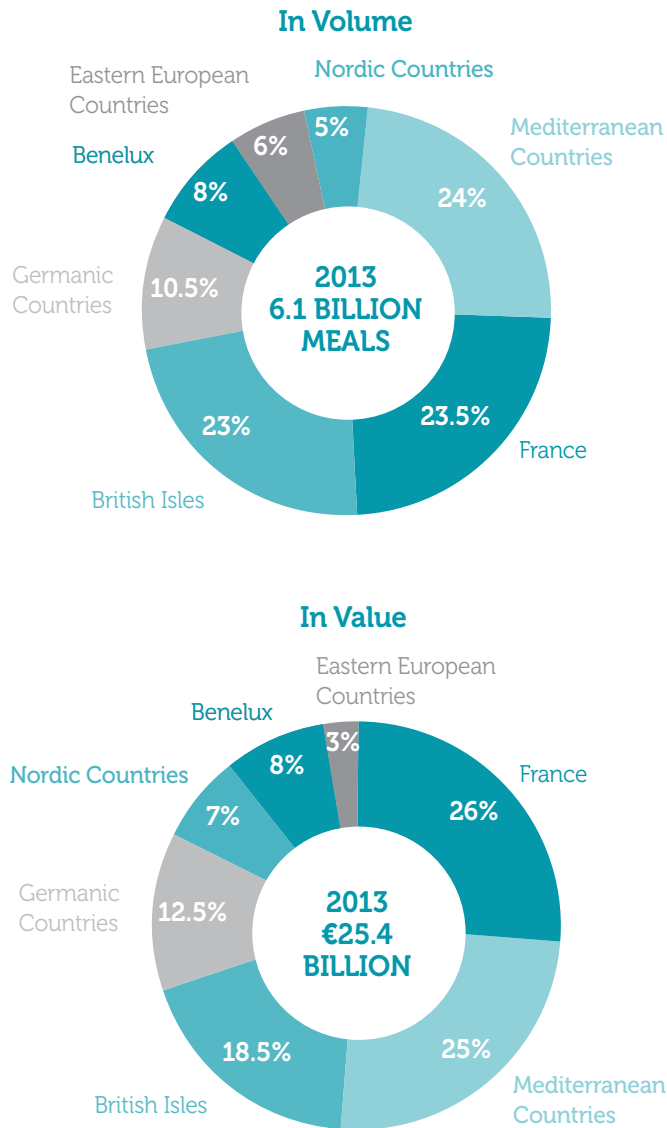 In Volume
Eastern European
Countries
Nordic Countries
Mediterranean
Countries
Benelux
5%
6%
8%
24%
Germanic
Countries
10.5%
2013
6.1 BILLION
MEALS
23%
23.5%
France
British Isles
In Value
Eastern European
Countries
Benelux
3%
8%
France
Nordic Countries
7%
26%
Germanic
Countries
12.5%
2013
€25.4
BILLION
18.5%
25%
British Isles
Mediterranean
Countries